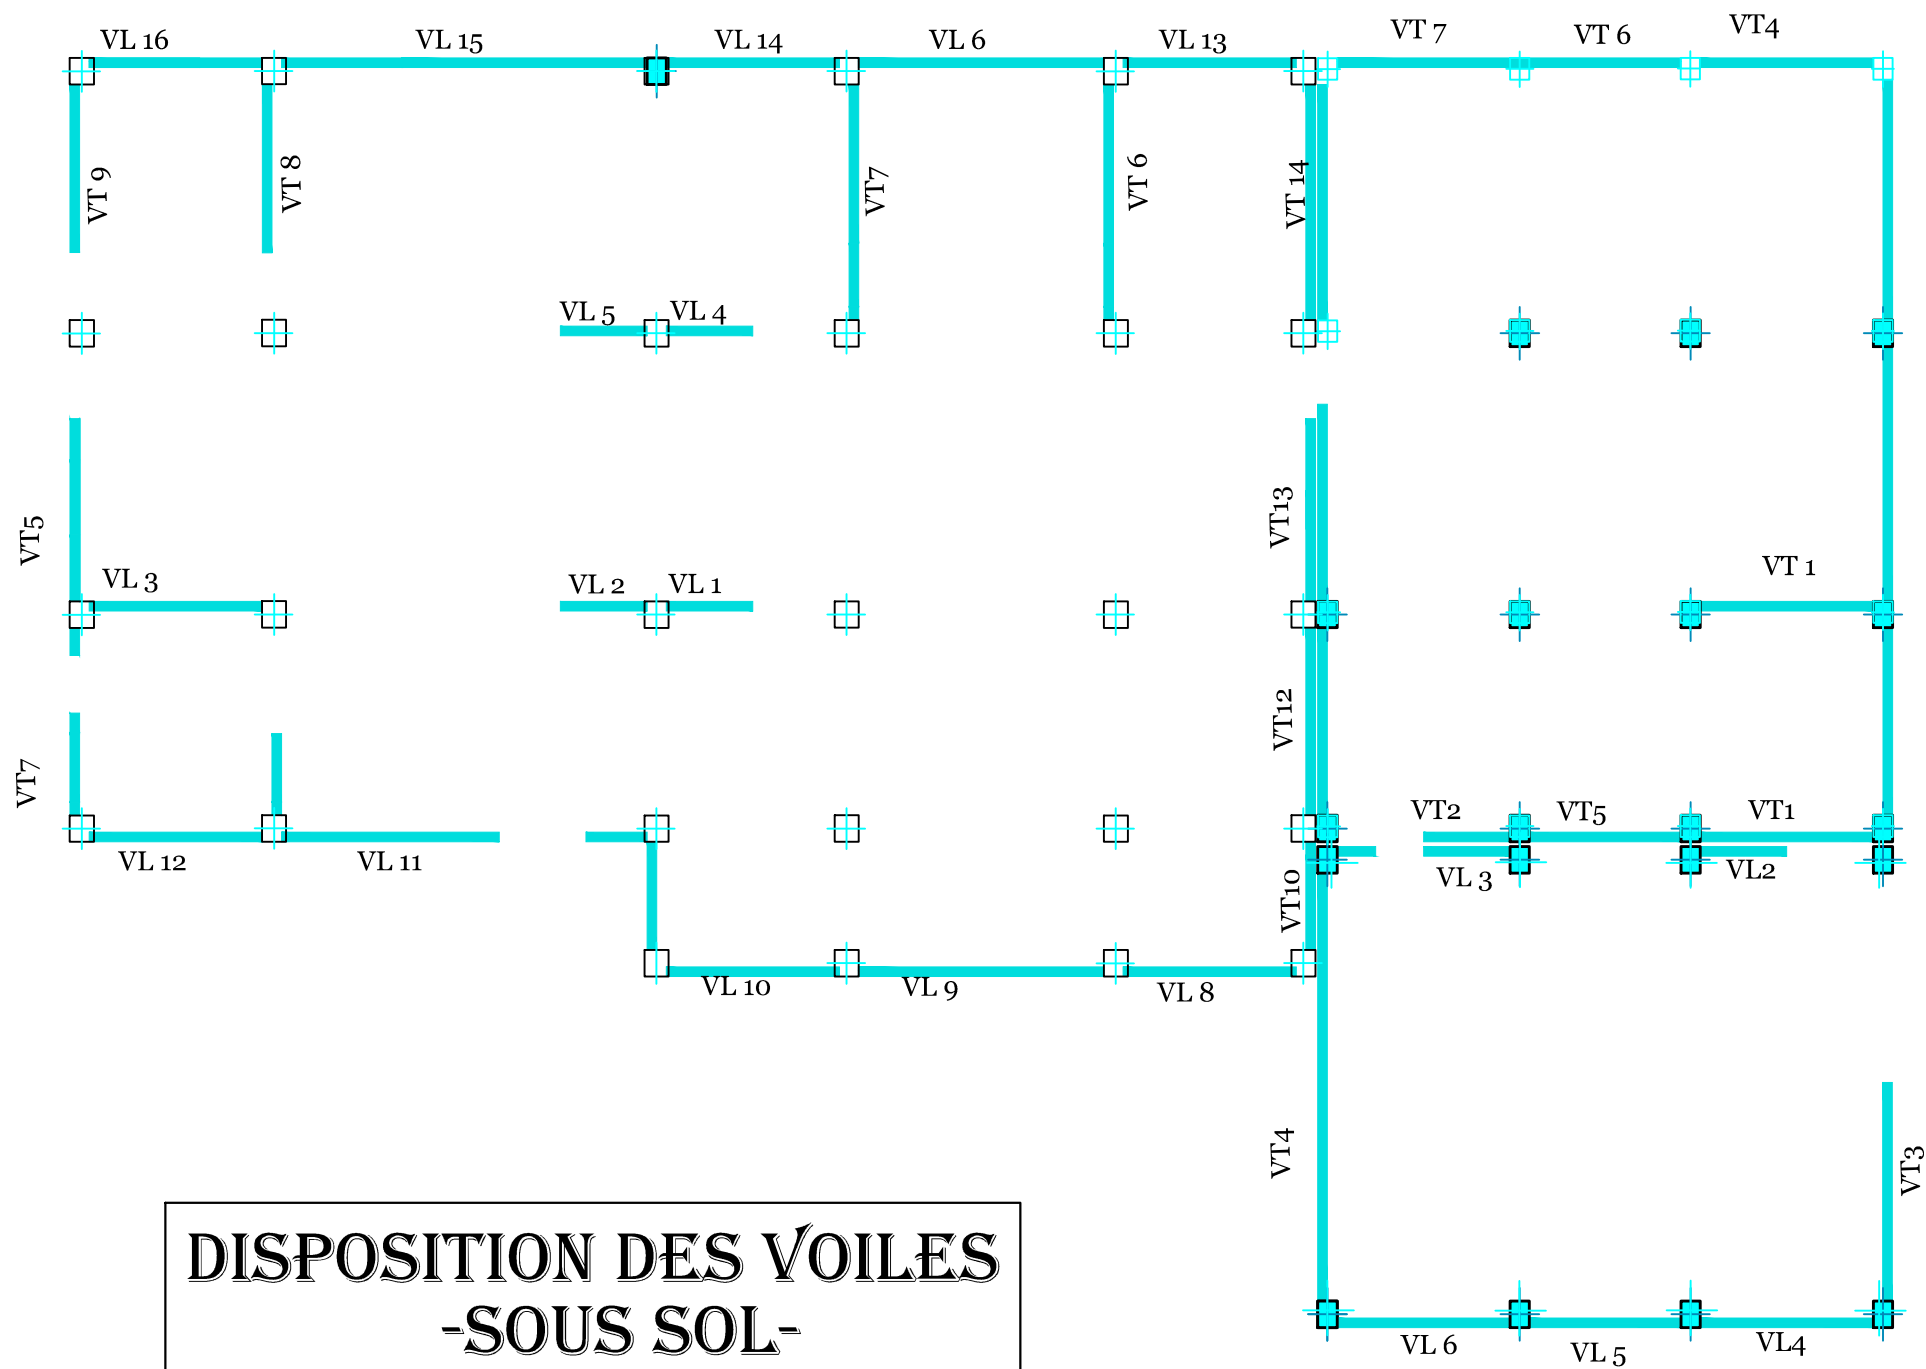 VL 16
VL 15
VL 14
VL 6
VL 13
VT 7
VT 6
VT4
VT 9
VT 8
VT7
VT 6
VT 14
VL 5
VL 4
VT5
VT13
VL 3
VL 2
VL 1
VT 1
VT12
VT7
VL 12
VL 11
VT2
VT5
VT1
VL 3
VL2
VT10
VL 10
VL 9
VL 8
VT4
VT3
DISPOSITION DES VOILES
-SOUS SOL-
VL 6
VL 5
VL4